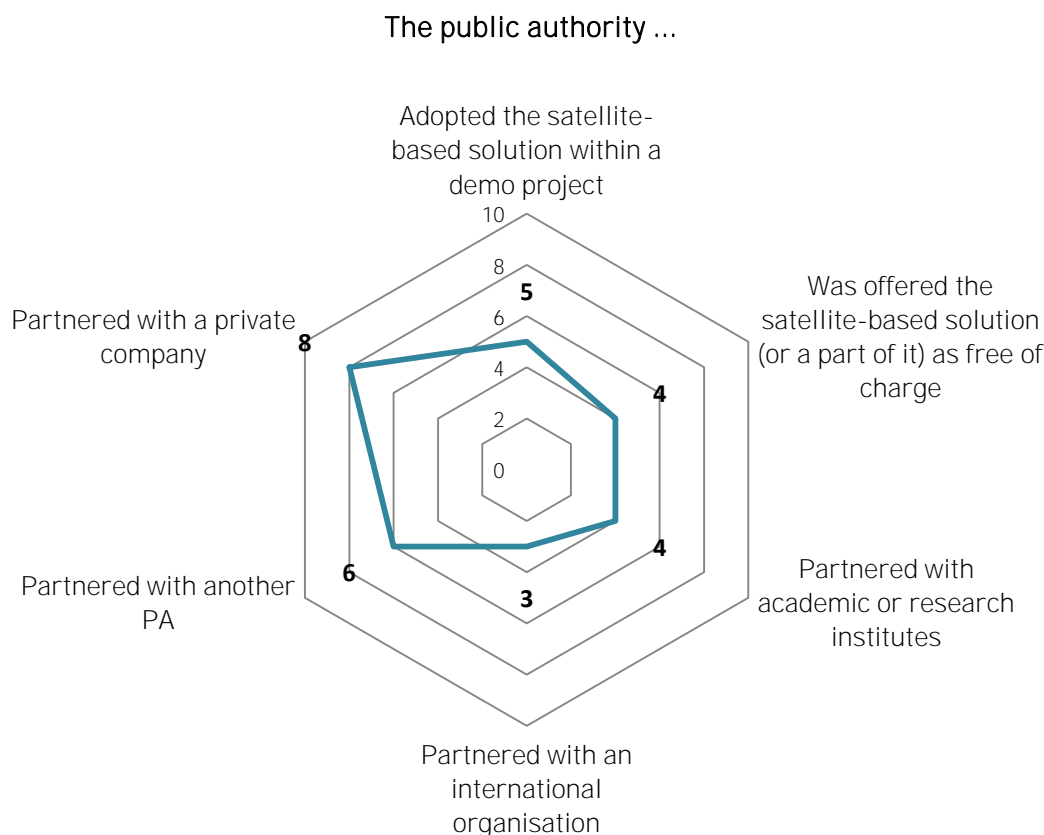 The public authority ...
Adopted the satellite-
based solution within a
demo project
10
8
6
4
2
0
5
Was offered the
satellite-based solution
(or a part of it) as free of
charge
4
Partnered with
academic or research
institutes
4
Partnered with an
international
organisation
3
Partnered with another
PA
6
Partnered with a private
company
8